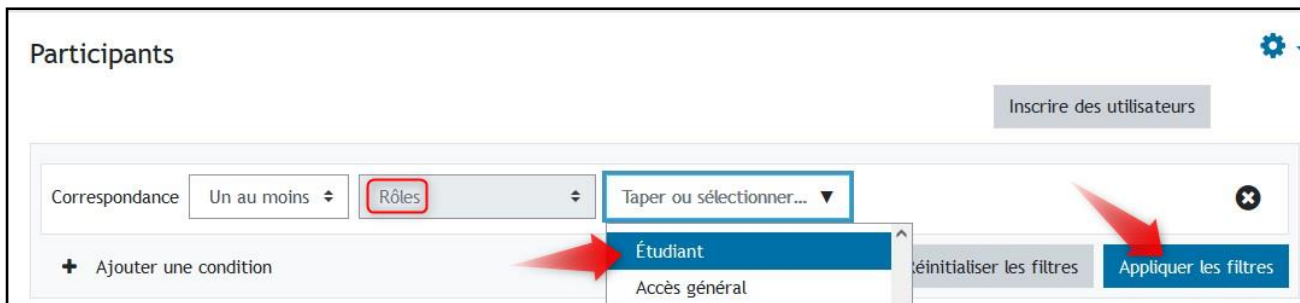 Participants
Inscrire des utilisateurs
Correspondance Un au moins Rôles Taper ou sélectionner... ▼
Étudiant
+ Ajouter une condition les filtres Appliquer les filtres
Accès général